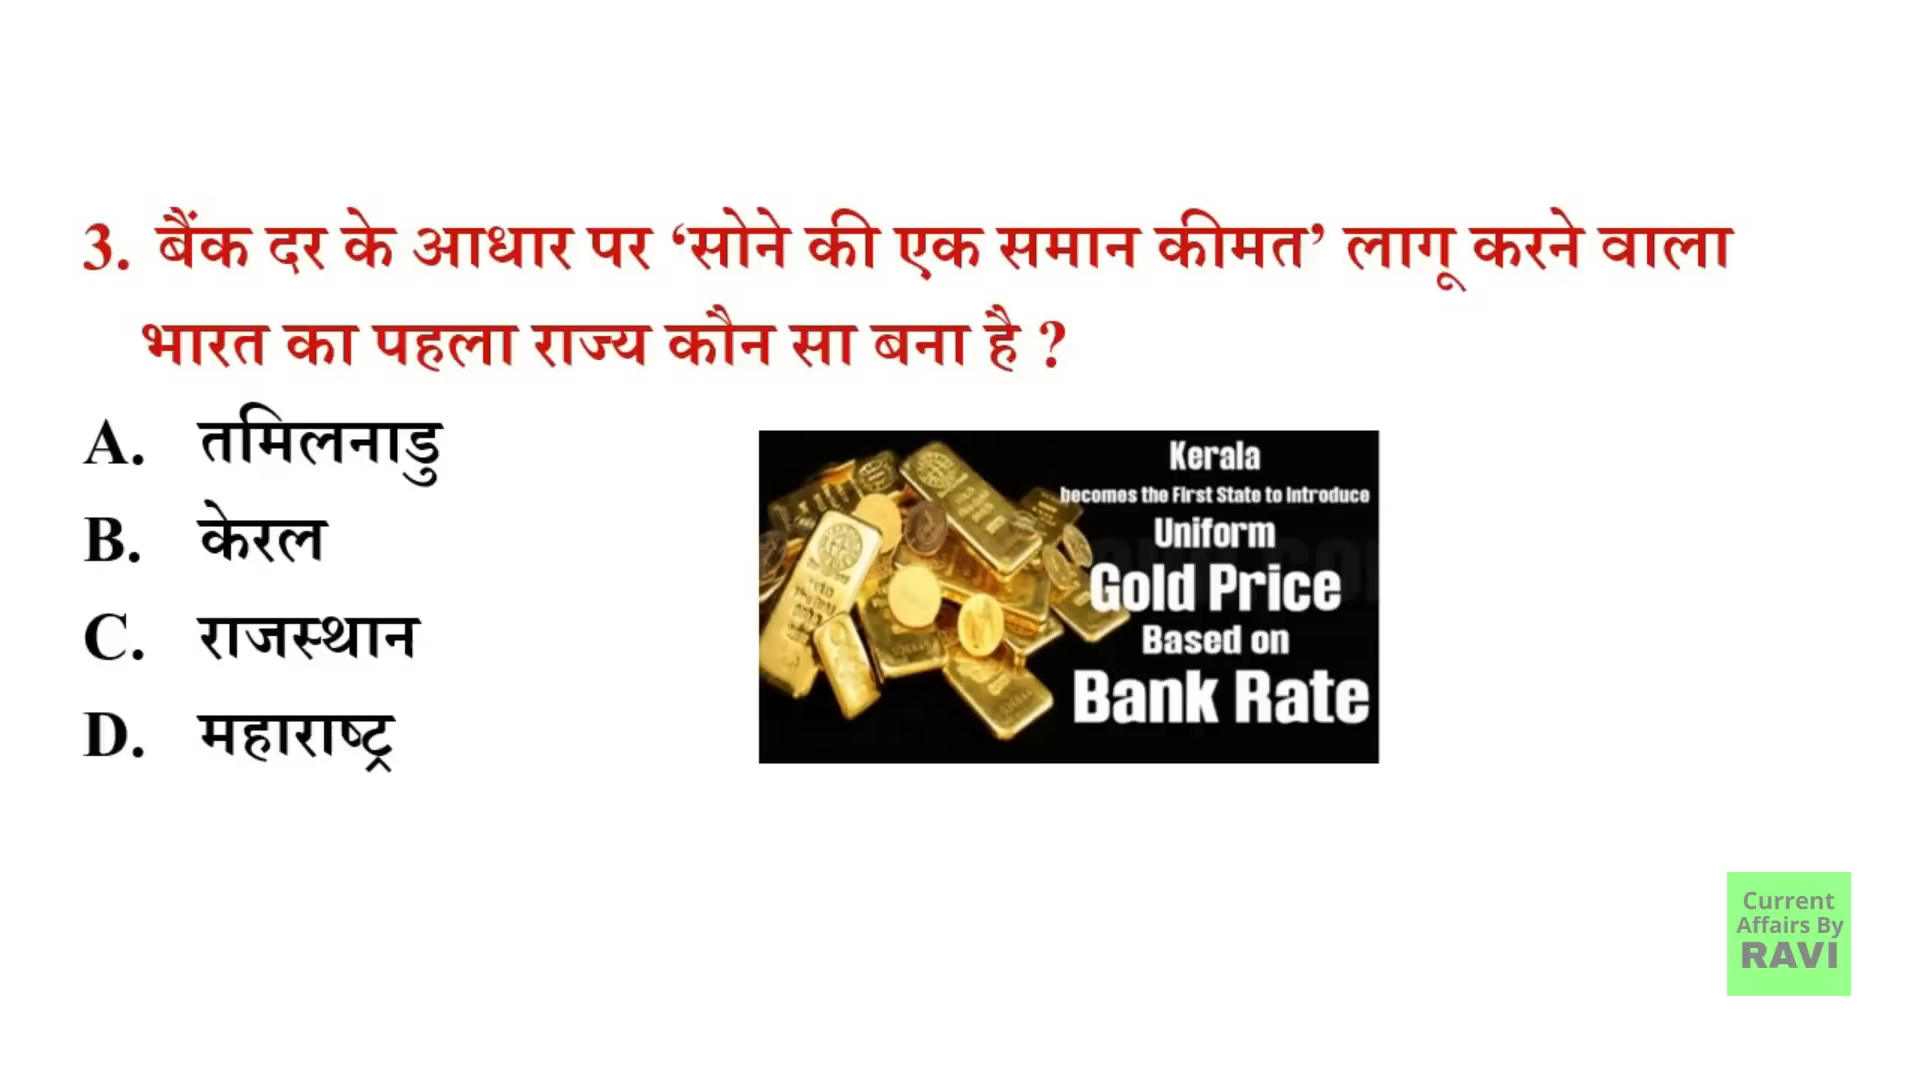 3. बैंक दर के आधार पर ‘सोने की एक समान कीमत’ लागू करने वाला
भारत का पहला राज्य कौन सा बना है ?
A. तमिलनाडु
B. केरल
C. राजस्थान
D. महाराष्ट्र
Kerala
becomes the First State to Introduce
Uniform
Gold Price
Based on
Bank Rate
Current
Affairs By
RAVI